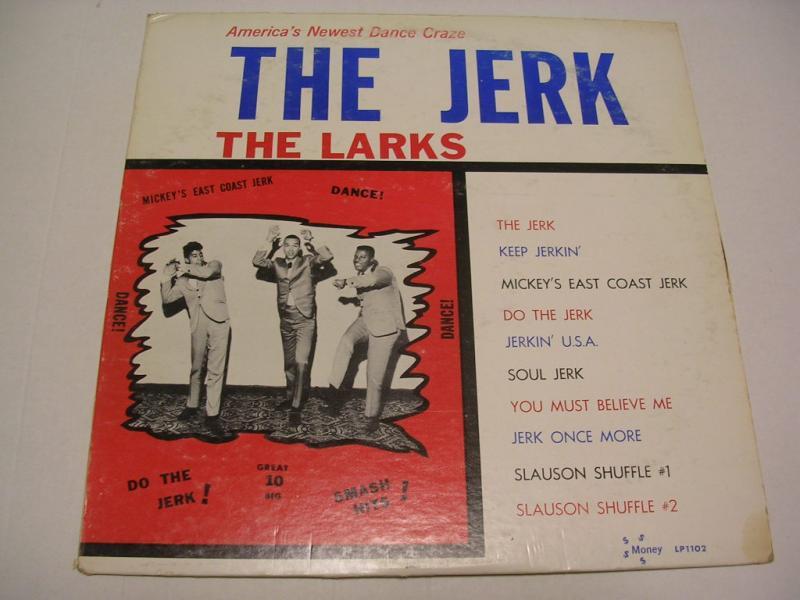 America's Newest Dance Craze
THE JERK
THE LARKS
MICKEY'S EAST COAST JERK
DANCE!
DANCE!
DANCE!
DO THE
JERK!
GREAT
10
BIG
SMASH
HITS!
THE JERK
KEEP JERKIN'
MICKEY'S EAST COAST JERK
DO THE JERK
JERKIN' U.S.A.
SOUL JERK
YOU MUST BELIEVE ME
JERK ONCE MORE
SLAUSON SHUFFLE #1
SLAUSON SHUFFLE #2
$ $
$ Money LP1102
$